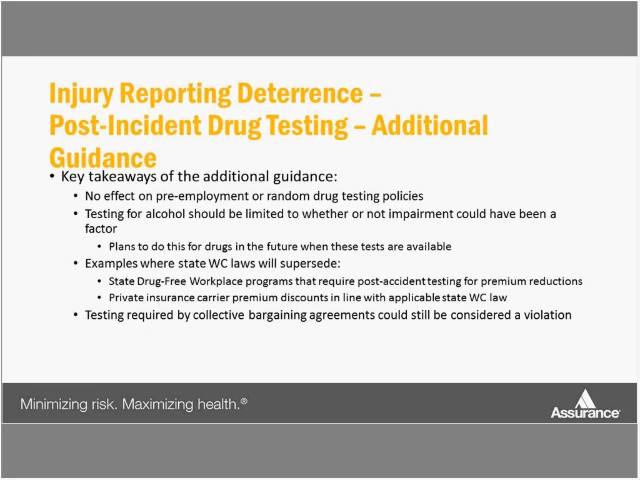 Injury Reporting Deterrence –
Post-Incident Drug Testing – Additional
Guidance
• Key takeaways of the additional guidance:
• No effect on pre-employment or random drug testing policies
• Testing for alcohol should be limited to whether or not impairment could have been a
factor
• Plans to do this for drugs in the future when these tests are available
• Examples where state WC laws will supersede:
• State Drug-Free Workplace programs that require post-accident testing for premium reductions
• Private insurance carrier premium discounts in line with applicable state WC law
• Testing required by collective bargaining agreements could still be considered a violation
Minimizing risk. Maximizing health.®
Assurance